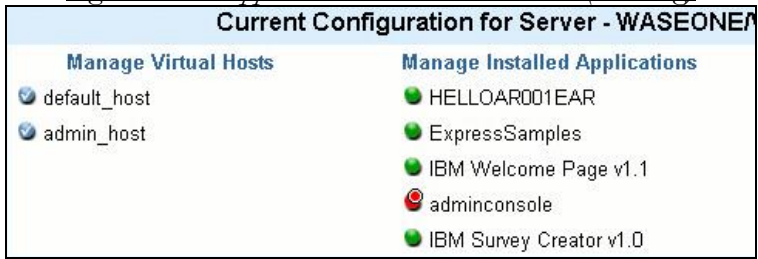 Current Configuration for Server - WASEONE/
Manage Virtual Hosts
default_host
admin_host
Manage Installed Applications
HELLOAR001EAR
ExpressSamples
IBM Welcome Page v1.1
adminconsole
IBM Survey Creator v1.0